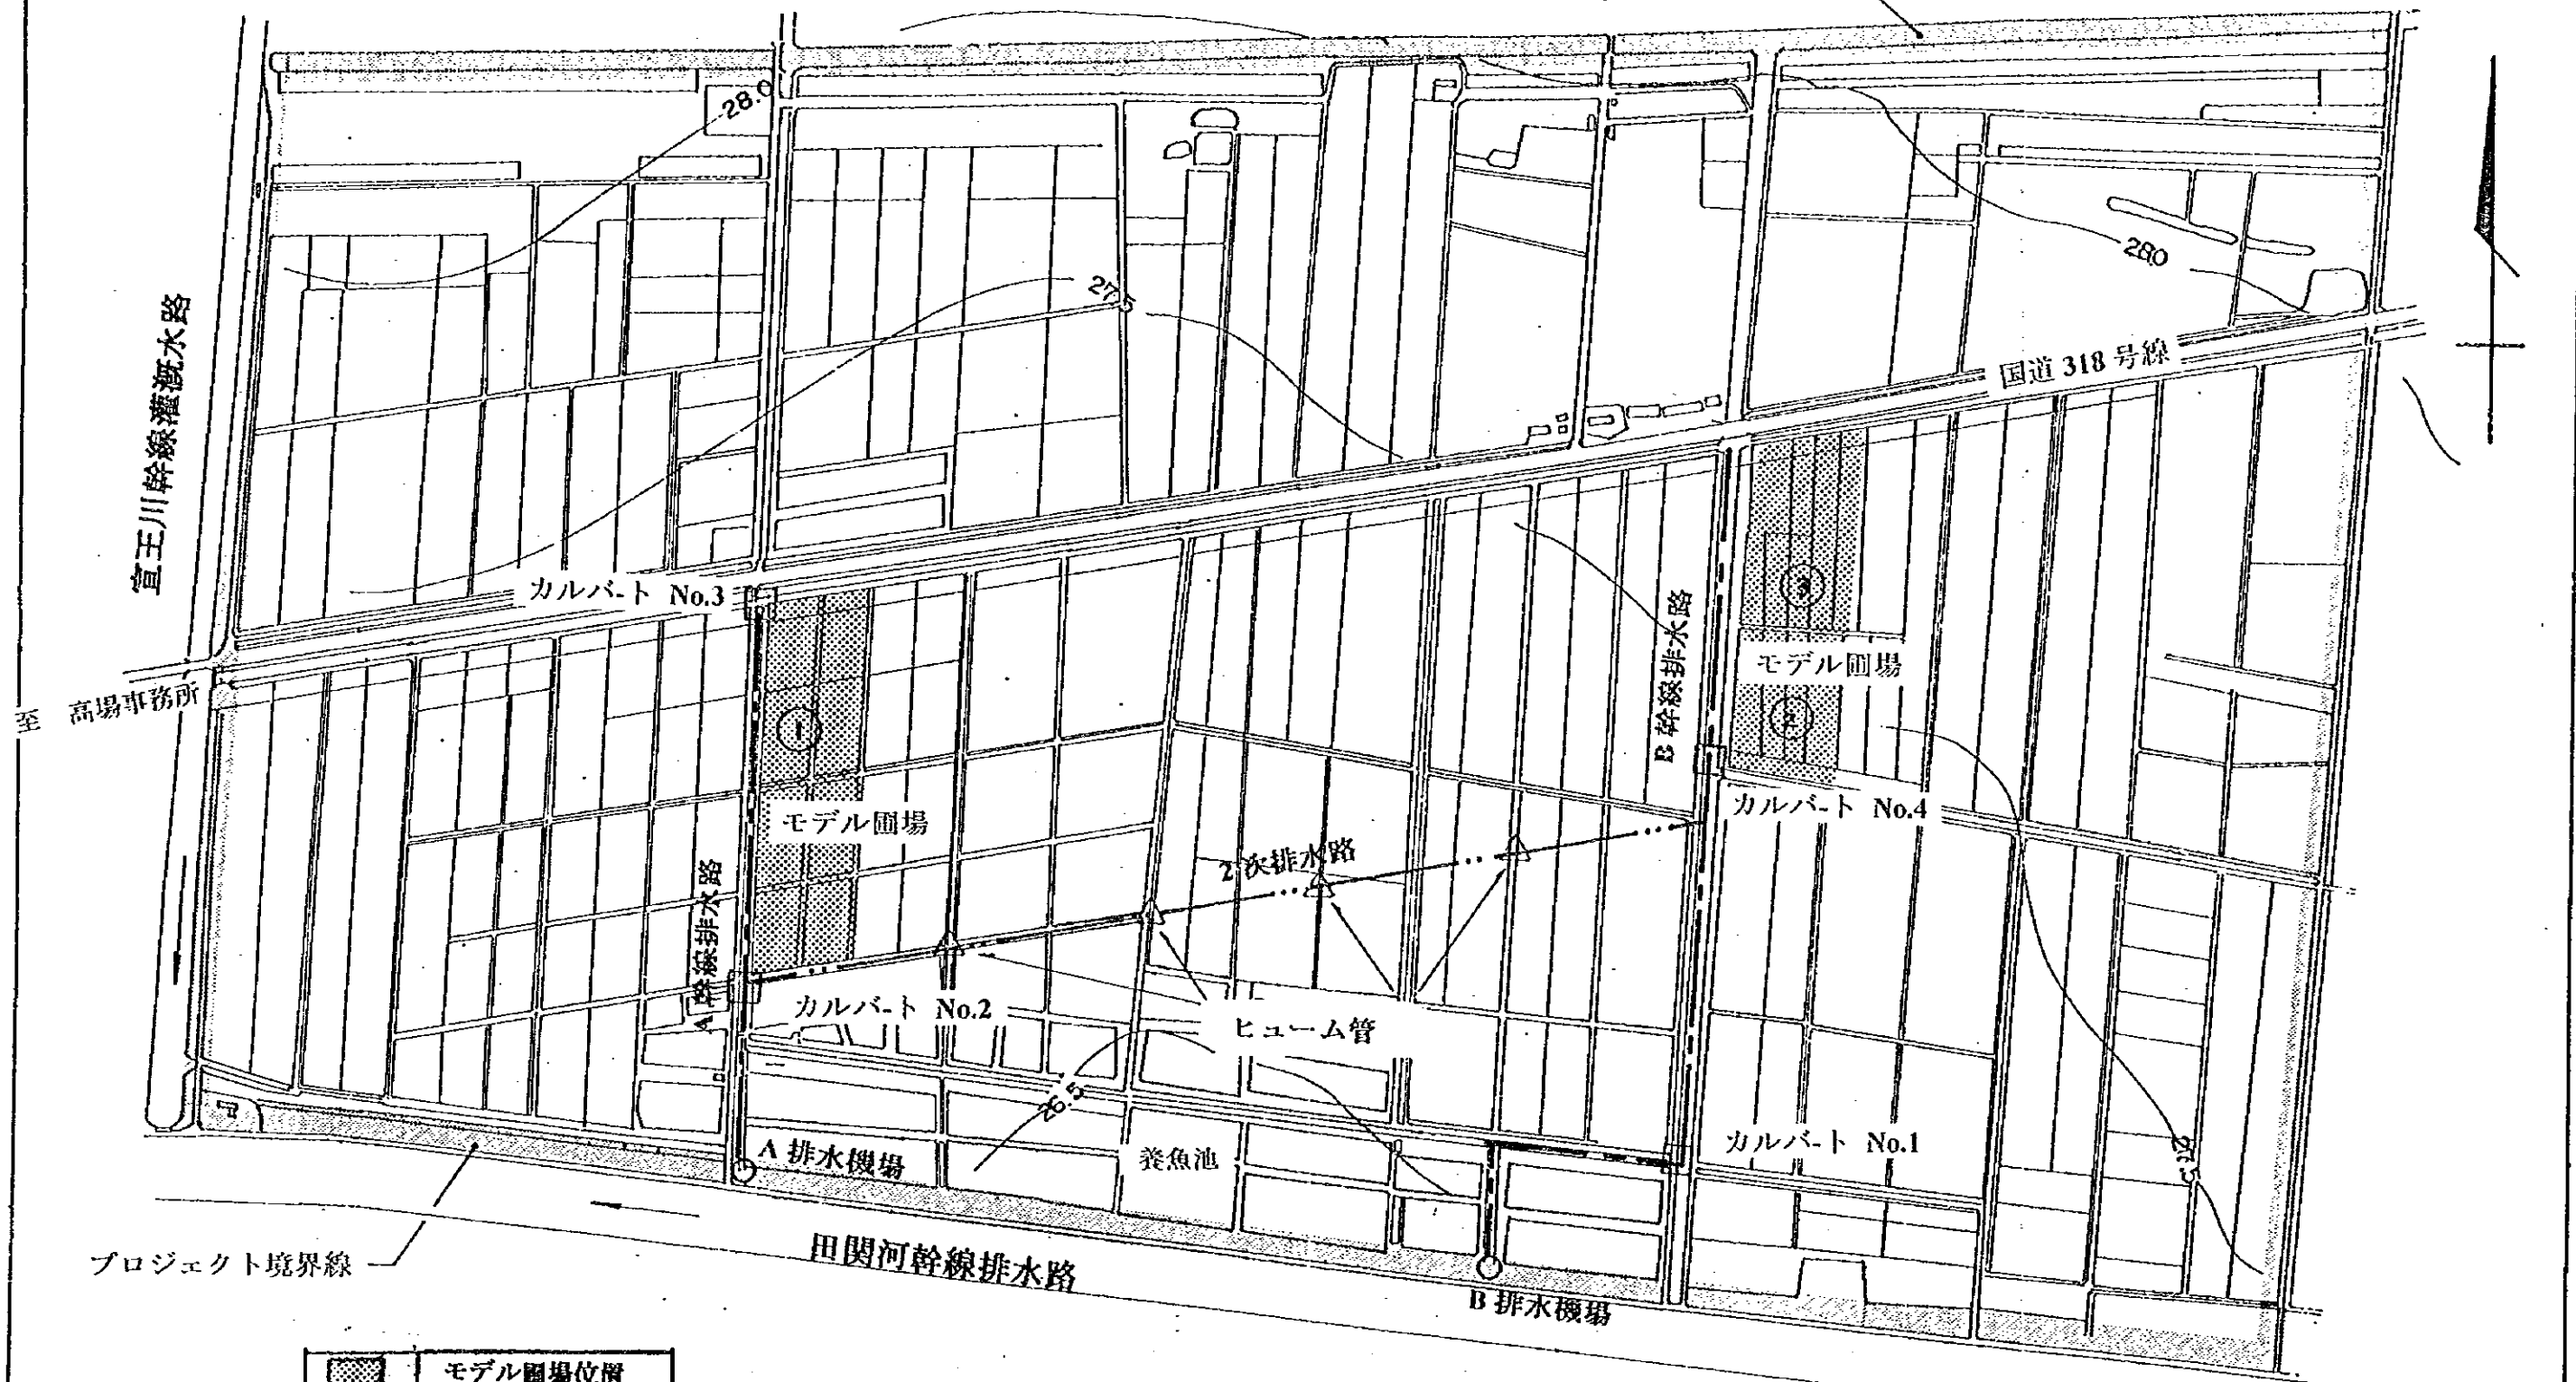 28.0
28.0
27.5
宣王川幹線灌漑水路
国道 318 号線
カルバート No.3
至 高場事務所
①
③
②
モデル圃場
B 幹線排水路
カルバート No.4
モデル圃場
A 幹線排水路
2次排水路
カルバート No.2
ヒューム管
26.5
A 排水機場
養魚池
カルバート No.1
27.5
プロジェクト境界線
田関河幹線排水路
B 排水機場
モデル圃場位置